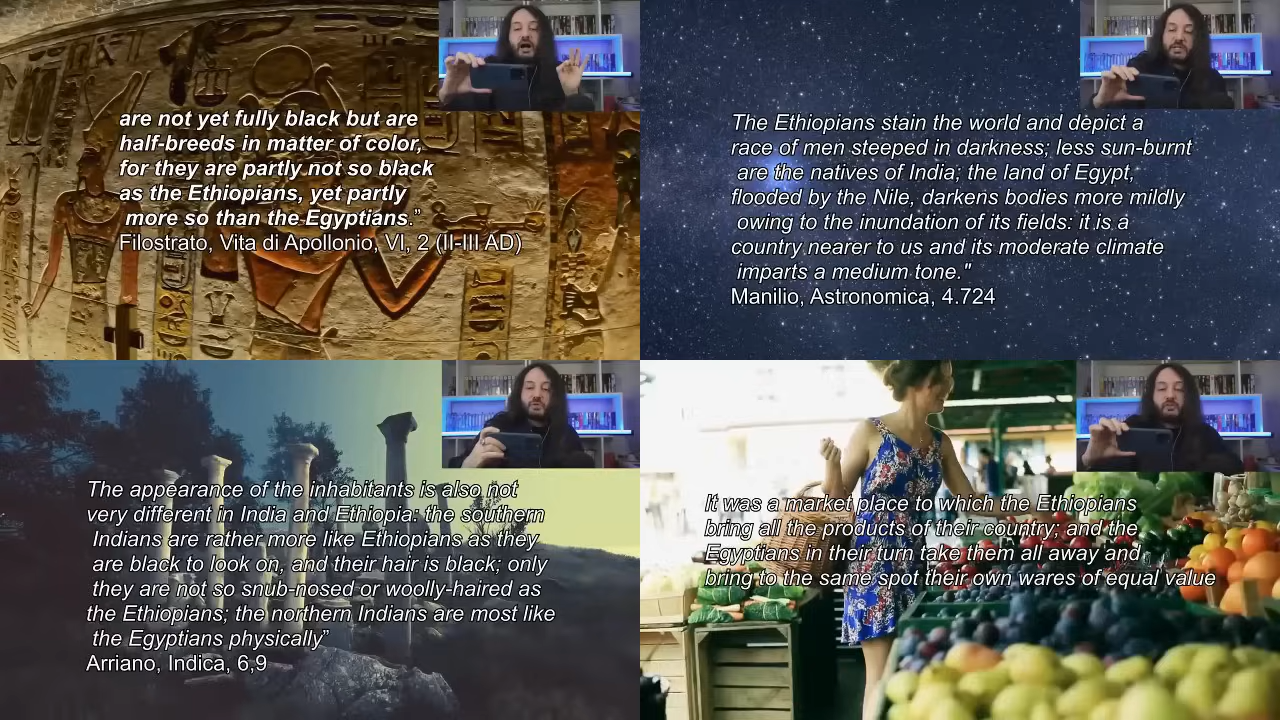 are not yet fully black but are
half-breeds in matter of color,
for they are partly not so black
as the Ethiopians, yet partly
more so than the Egyptians.”
Filostrato, Vita di Apollonio, VI, 2 (II-III AD)
The Ethiopians stain the world and depict a
race of men steeped in darkness; less sun-burnt
are the natives of India; the land of Egypt,
flooded by the Nile, darkens bodies more mildly
owing to the inundation of its fields: it is a
country nearer to us and its moderate climate
imparts a medium tone."
Manilio, Astronomica, 4.724
The appearance of the inhabitants is also not
very different in India and Ethiopia: the southern
Indians are rather more like Ethiopians as they
are black to look on, and their hair is black; only
they are not so snub-nosed or woolly-haired as
the Ethiopians; the northern Indians are most like
the Egyptians physically”
Arriano, Indica, 6,9
It was a market place to which the Ethiopians
bring all the products of their country; and the
Egyptians in their turn take them all away and
bring to the same spot their own wares of equal value